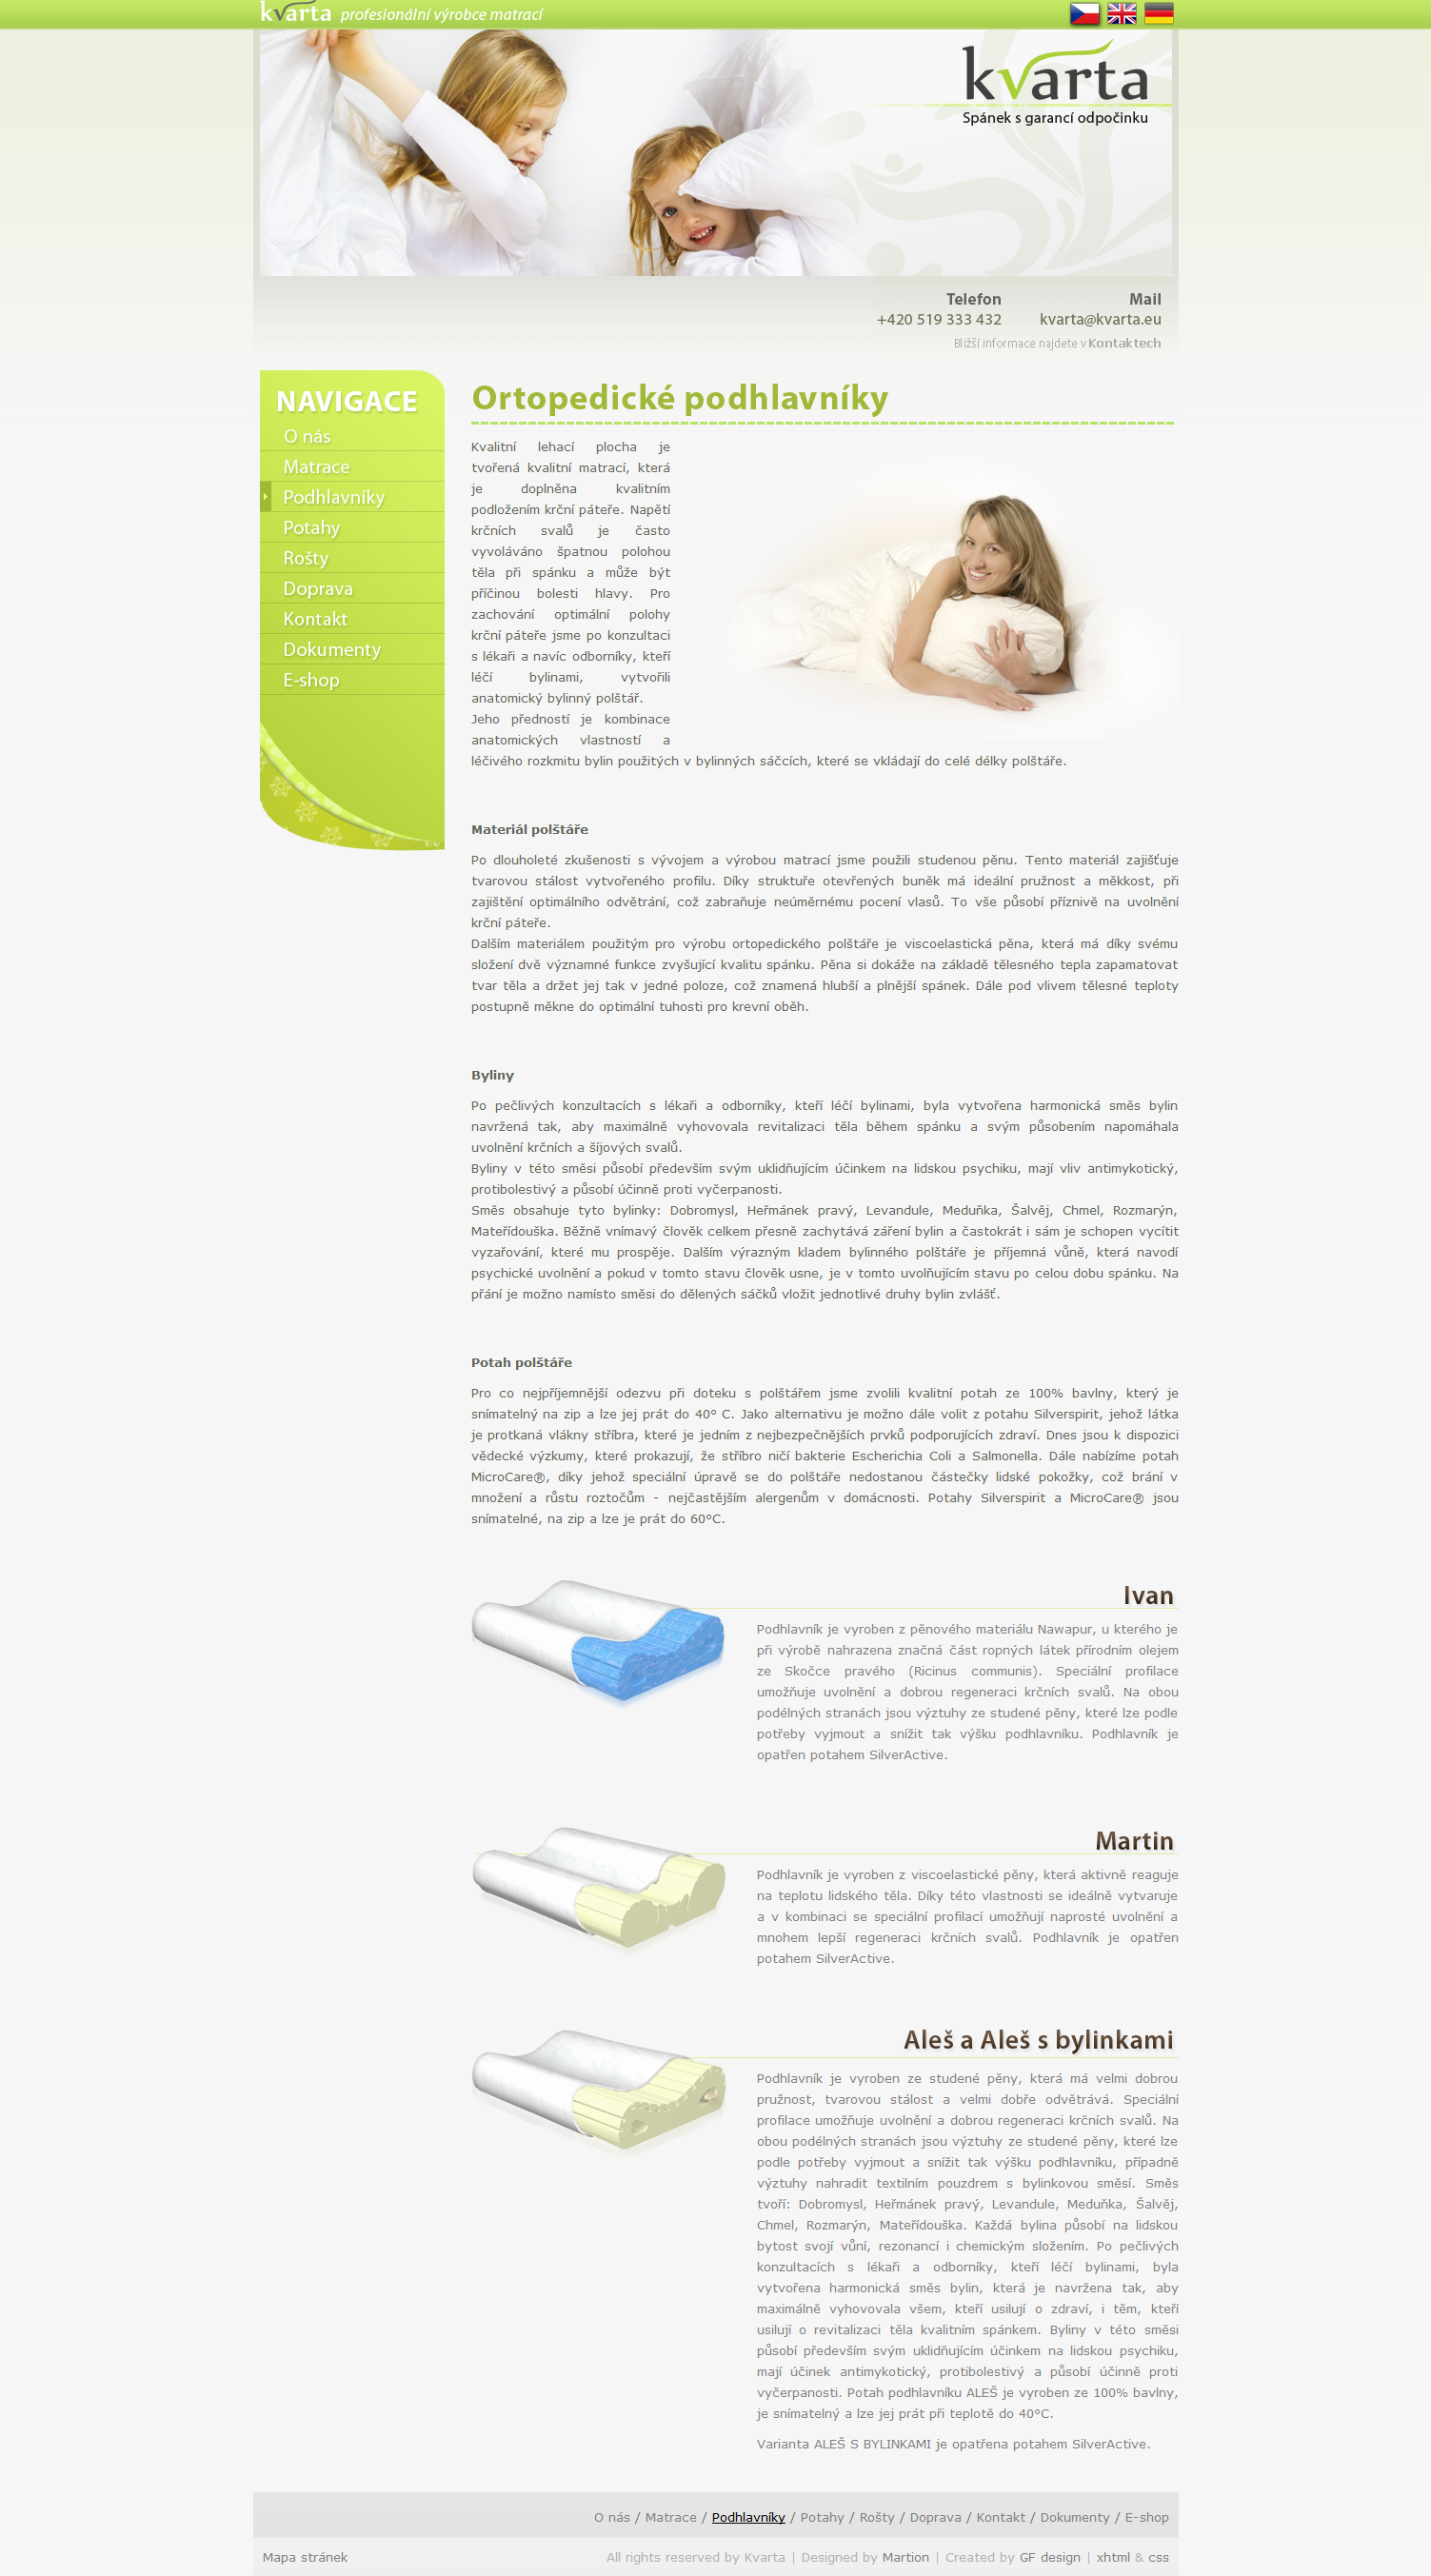 kvarta profesionální výrobce matrací
kvarta
Spánek s garancí odpočinku
Telefon
+420 519 333 432
Mail
kvarta@kvarta.eu
Bližší informace najdete v Kontaktech
NAVIGACE
O nás
Matrace
Podhlavníky
Potahy
Rošty
Doprava
Kontakt
Dokumenty
E-shop
Ortopedické podhlavníky
Kvalitní lehací plocha je
tvořená kvalitní matrací, která
je doplněna kvalitním
podložením krční páteře. Napětí
krčních svalů je často
vyvoláváno špatnou polohou
těla při spánku a může být
příčinou bolesti hlavy. Pro
zachování optimální polohy
krční páteře jsme po konzultaci
s lékaři a navíc odborníky, kteří
léčí bylinami, vytvořili
anatomický bylinný polštář.
Jeho předností je kombinace
anatomických vlastností a
léčivého rozkmitu bylin použitých v bylinných sáčcích, které se vkládají do celé délky polštáře.
Materiál polštáře
Po dlouholeté zkušenosti s vývojem a výrobou matrací jsme použili studenou pěnu. Tento materiál zajišťuje
tvarovou stálost vytvořeného profilu. Díky struktuře otevřených buněk má ideální pružnost a měkkost, při
zajištění optimálního odvětrání, což zabraňuje neúměrnému pocení vlasů. To vše působí příznivě na uvolnění
krční páteře.
Dalším materiálem použitým pro výrobu ortopedického polštáře je viscoelastická pěna, která má díky svému
složení dvě významné funkce zvyšující kvalitu spánku. Pěna si dokáže na základě tělesného tepla zapamatovat
tvar těla a držet jej tak v jedné poloze, což znamená hlubší a plnější spánek. Dále pod vlivem tělesné teploty
postupně měkne do optimální tuhosti pro krevní oběh.
Byliny
Po pečlivých konzultacích s lékaři a odborníky, kteří léčí bylinami, byla vytvořena harmonická směs bylin
navržená tak, aby maximálně vyhovovala revitalizaci těla během spánku a svým působením napomáhala
uvolnění krčních a šíjových svalů.
Byliny v této směsi působí především svým uklidňujícím účinkem na lidskou psychiku, mají vliv antimykotický,
protibolestivý a působí účinně proti vyčerpanosti.
Směs obsahuje tyto bylinky: Dobromysl, Heřmánek pravý, Levandule, Meduňka, Šalvěj, Chmel, Rozmarýn,
Mateřídouška. Běžně vnímavý člověk celkem přesně zachytává záření bylin a častokrát i sám je schopen vycítit
vyzařování, které mu prospěje. Dalším výrazným kladem bylinného polštáře je příjemná vůně, která navodí
psychické uvolnění a pokud v tomto stavu člověk usne, je v tomto uvolňujícím stavu po celou dobu spánku. Na
přání je možno namísto směsi do dělených sáčků vložit jednotlivé druhy bylin zvlášť.
Potah polštáře
Pro co nejpříjemnější odezvu při doteku s polštářem jsme zvolili kvalitní potah ze 100% bavlny, který je
snímatelný na zip a lze jej prát do 40° C. Jako alternativu je možno dále volit z potahu Silverspirit, jehož látka
je protkaná vlákny stříbra, které je jedním z nejbezpečnějších prvků podporujících zdraví. Dnes jsou k dispozici
vědecké výzkumy, které prokazují, že stříbro ničí bakterie Escherichia Coli a Salmonella. Dále nabízíme potah
MicroCare®, díky jehož speciální úpravě se do polštáře nedostanou částečky lidské pokožky, což brání v
množení a růstu roztočům - nejčastějším alergenům v domácnosti. Potahy Silverspirit a MicroCare® jsou
snímatelné, na zip a lze je prát do 60°C.
Ivan
Podhlavník je vyroben z pěnového materiálu Nawapur, u kterého je
při výrobě nahrazena značná část ropných látek přírodním olejem
ze Skočce pravého (Ricinus communis). Speciální profilace
umožňuje uvolnění a dobrou regeneraci krčních svalů. Na obou
podélných stranách jsou výztuhy ze studené pěny, které lze podle
potřeby vyjmout a snížit tak výšku podhlavníku. Podhlavník je
opatřen potahem SilverActive.
Martin
Podhlavník je vyroben z viscoelastické pěny, která aktivně reaguje
na teplotu lidského těla. Díky této vlastnosti se ideálně vytvaruje
a v kombinaci se speciální profilací umožňují naprosté uvolnění a
mnohem lepší regeneraci krčních svalů. Podhlavník je opatřen
potahem SilverActive.
Aleš a Aleš s bylinkami
Podhlavník je vyroben ze studené pěny, která má velmi dobrou
pružnost, tvarovou stálost a velmi dobře odvětrává. Speciální
profilace umožňuje uvolnění a dobrou regeneraci krčních svalů. Na
obou podélných stranách jsou výztuhy ze studené pěny, které lze
podle potřeby vyjmout a snížit tak výšku podhlavníku, případně
výztuhy nahradit textilním pouzdrem s bylinkovou směsí. Směs
tvoří: Dobromysl, Heřmánek pravý, Levandule, Meduňka, Šalvěj,
Chmel, Rozmarýn, Mateřídouška. Každá bylina působí na lidskou
bytost svojí vůní, rezonancí i chemickým složením. Po pečlivých
konzultacích s lékaři a odborníky, kteří léčí bylinami, byla
vytvořena harmonická směs bylin, která je navržena tak, aby
maximálně vyhovovala všem, kteří usilují o zdraví, i těm, kteří
usilují o revitalizaci těla kvalitním spánkem. Byliny v této směsi
působí především svým uklidňujícím účinkem na lidskou psychiku,
mají účinek antimykotický, protibolestivý a působí účinně proti
vyčerpanosti. Potah podhlavníku ALEŠ je vyroben ze 100% bavlny,
je snímatelný a lze jej prát při teplotě do 40°C.
Varianta ALEŠ S BYLINKAMI je opatřena potahem SilverActive.
O nás / Matrace / Podhlavníky / Potahy / Rošty / Doprava / Kontakt / Dokumenty / E-shop
Mapa stránek
All rights reserved by Kvarta | Designed by Martion | Created by GF design | xhtml & css